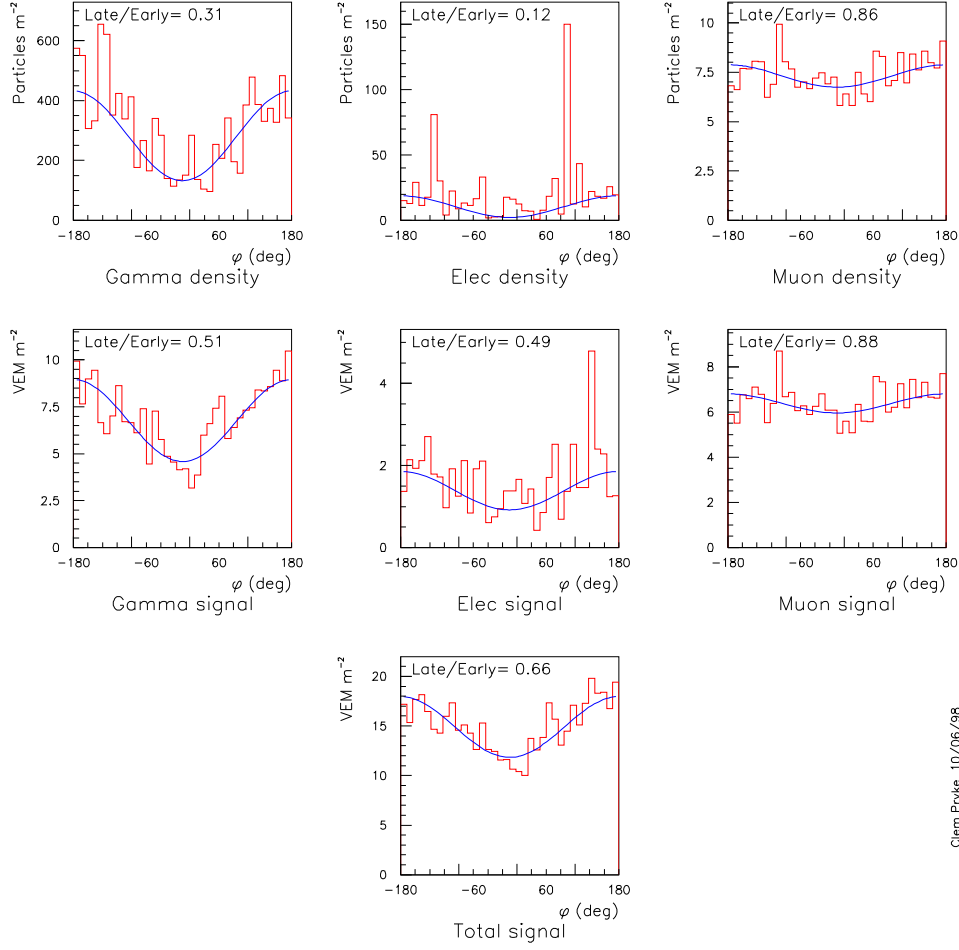 Late/Early= 0.31
Particles m⁻²
600
400
200
0
-180 -60 60 180
φ (deg)
Gamma density
Late/Early= 0.12
Particles m⁻²
150
100
50
0
-180 -60 60 180
φ (deg)
Elec density
Late/Early= 0.86
Particles m⁻²
10
7.5
5
2.5
0
-180 -60 60 180
φ (deg)
Muon density
Late/Early= 0.51
VEM m⁻²
10
7.5
5
2.5
0
-180 -60 60 180
φ (deg)
Gamma signal
Late/Early= 0.49
VEM m⁻²
4
2
0
-180 -60 60 180
φ (deg)
Elec signal
Late/Early= 0.88
VEM m⁻²
8
6
4
2
0
-180 -60 60 180
φ (deg)
Muon signal
Late/Early= 0.66
VEM m⁻²
20
15
10
5
0
-180 -60 60 180
φ (deg)
Total signal
Clem Pryke 10/06/98